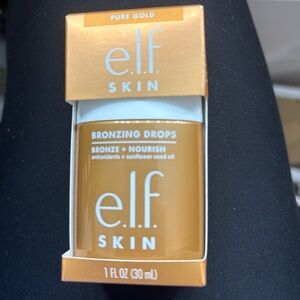 PURE GOLD
e.l.f.
SKIN
BRONZING DROPS
BRONZE + NOURISH
antioxidants + sunflower seed oil
e.l.f.
SKIN
1 FL OZ (30 mL)